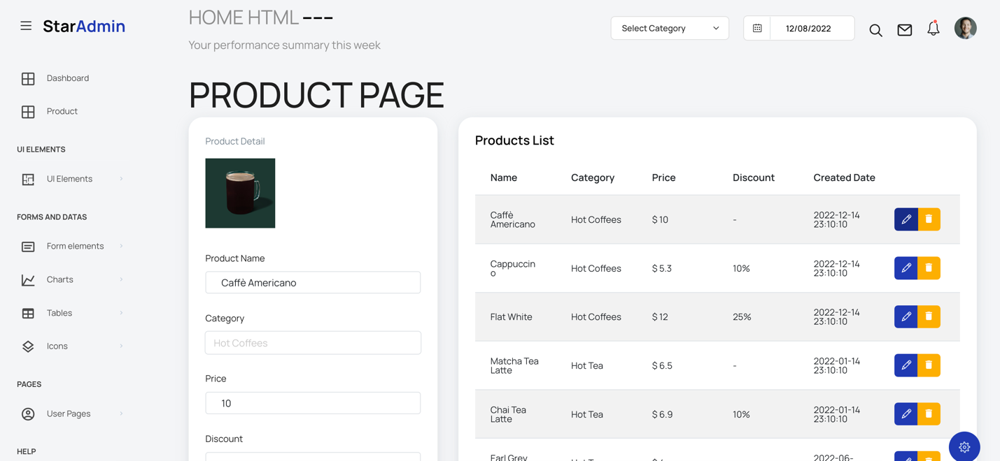 StarAdmin
HOME HTML ---
Your performance summary this week
Select Category
12/08/2022
Dashboard
Product
UI ELEMENTS
UI Elements
FORMS AND DATAS
Form elements
Charts
Tables
Icons
PAGES
User Pages
HELP
PRODUCT PAGE
Product Detail
Product Name
Caffè Americano
Category
Hot Coffees
Price
10
Discount
Products List
Name Category Price Discount Created Date
Caffè
Americano Hot Coffees $ 10 - 2022-12-14
23:10:10
Cappuccin
o Hot Coffees $ 5.3 10% 2022-12-14
23:10:10
Flat White Hot Coffees $ 12 25% 2022-12-14
23:10:10
Matcha Tea
Latte Hot Tea $ 6.5 - 2022-01-14
23:10:10
Chai Tea
Latte Hot Tea $ 6.9 10% 2022-01-14
23:10:10
Earl Grey Hot Tea 2022-06-